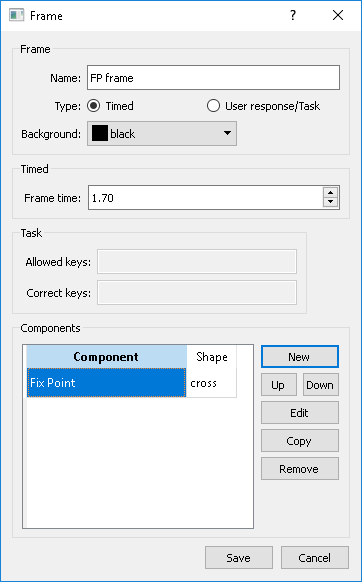 Frame
?
Frame
Name: FP frame
Type: Timed User response/Task
Background: black
Timed
Frame time: 1.70
Task
Allowed keys:
Correct keys:
Components
Component Shape New
Fix Point cross Up Down
Edit
Copy
Remove
Save Cancel